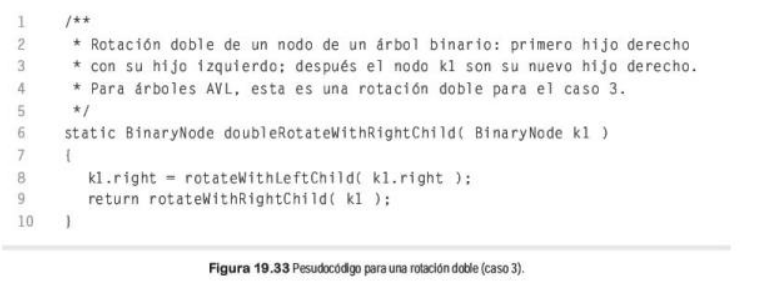 1 /**
2 * Rotación doble de un nodo de un árbol binario: primero hijo derecho
3 * con su hijo izquierdo; después el nodo k1 son su nuevo hijo derecho.
4 * Para árboles AVL, esta es una rotación doble para el caso 3.
5 */
6 static BinaryNode doubleRotateWithRightChild( BinaryNode k1 )
7 {
8 k1.right = rotateWithLeftChild( k1.right );
9 return rotateWithRightChild( k1 );
10 }
Figura 19.33 Pesudocódigo para una rotación doble (caso 3).